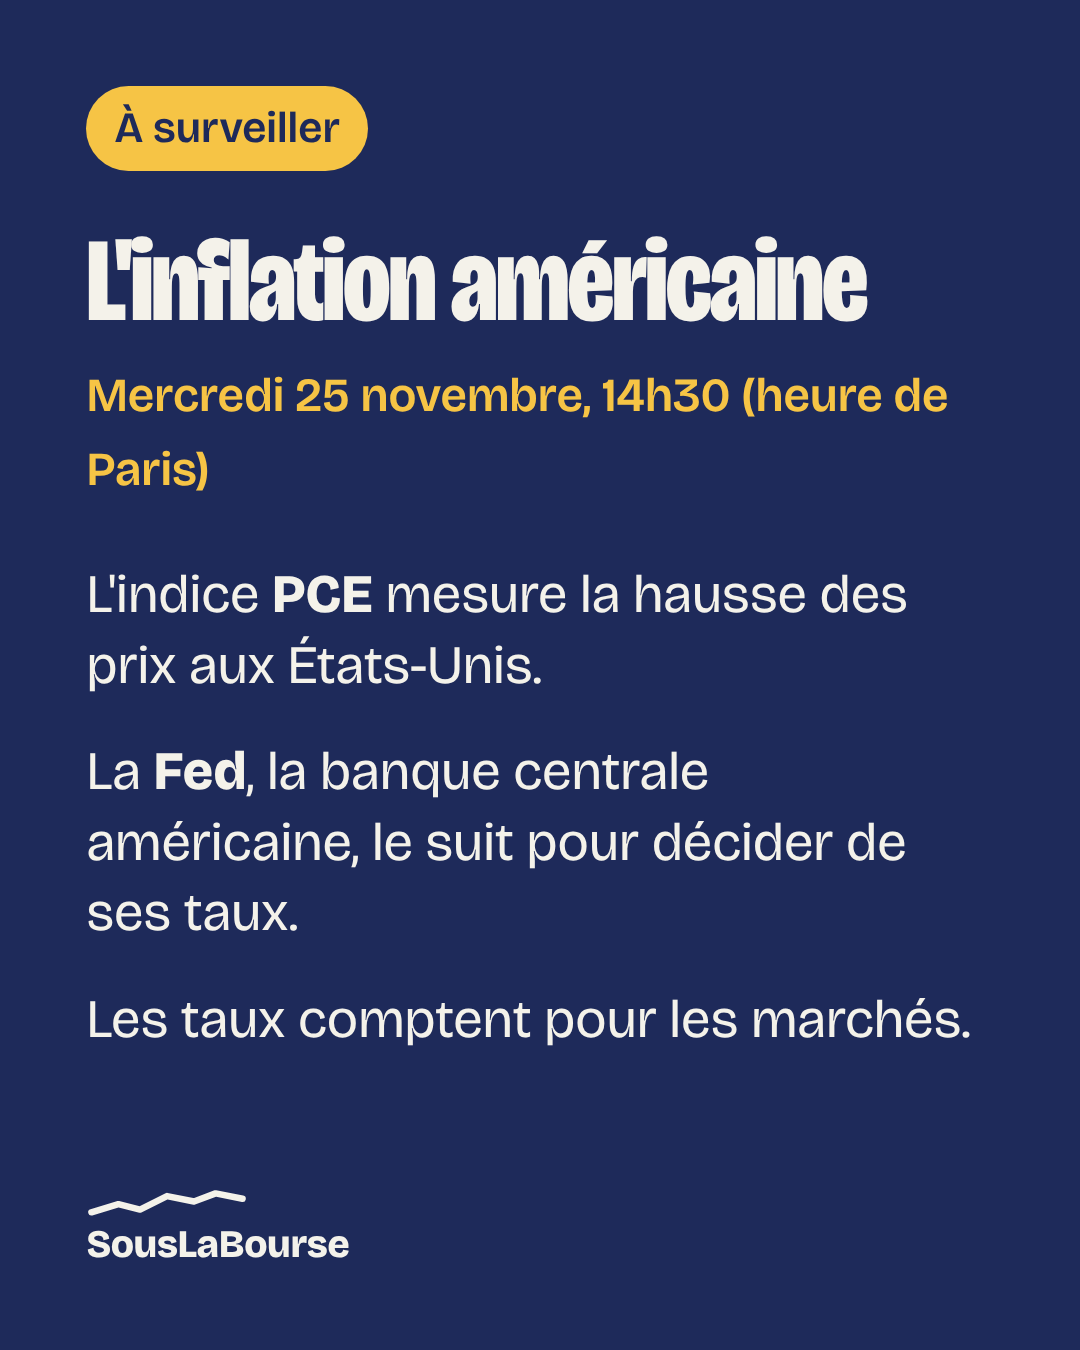 À surveiller
L'inflation américaine
Mercredi 25 novembre, 14h30 (heure de
Paris)
L'indice PCE mesure la hausse des
prix aux États-Unis.
La Fed, la banque centrale
américaine, le suit pour décider de
ses taux.
Les taux comptent pour les marchés.
SousLaBourse